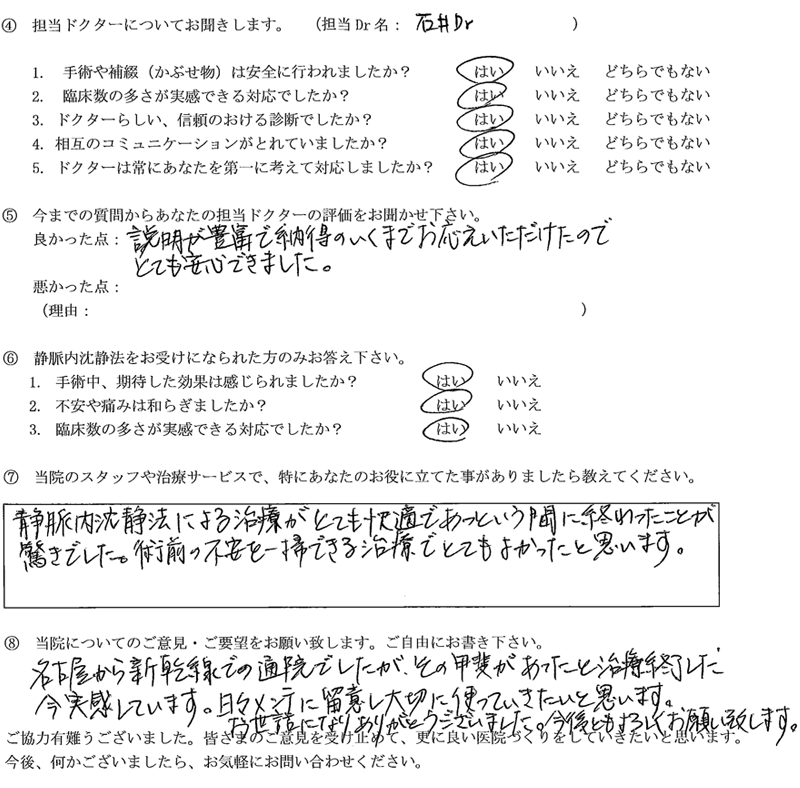 ④ 担当ドクターについてお聞きします。 （担当Dr名： 石井Dr ）
1. 手術や補綴（かぶせ物）は安全に行われましたか？ はい いいえ どちらでもない
2. 臨床数の多さが実感できる対応でしたか？ はい いいえ どちらでもない
3. ドクターらしい、信頼のおける診断でしたか？ はい いいえ どちらでもない
4. 相互のコミュニケーションがとれていましたか？ はい いいえ どちらでもない
5. ドクターは常にあなたを第一に考えて対応しましたか？ はい いいえ どちらでもない
⑤ 今までの質問からあなたの担当ドクターの評価をお聞かせ下さい。
良かった点： 説明が豊富で納得のいくまでお応えいただけたので
とても安心できました。
悪かった点：
（理由： ）
⑥ 静脈内沈静法をお受けになられた方のみお答え下さい。
1. 手術中、期待した効果は感じられましたか？ はい いいえ
2. 不安や痛みは和らぎましたか？ はい いいえ
3. 臨床数の多さが実感できる対応でしたか？ はい いいえ
⑦ 当院のスタッフや治療サービスで、特にあなたのお役に立てた事がありましたら教えてください。
静脈内沈静法による治療がとても快適であっという間に終わったことが
驚きでした。術前の不安を一掃できる治療でとてもよかったと思います。
⑧ 当院についてのご意見・ご要望をお願い致します。ご自由にお書き下さい。
名古屋から新幹線での通院でしたが、その甲斐があったと治療終了した
今実感しています。日々メンテに留意し大切に使っていきたいと思います。
お世話になりありがとうございました。今後ともよろしくお願い致します。
ご協力有難うございました。皆さまのご意見を受け止めて、更に良い医院づくりをしていきたいと思います。
今後、何かございましたら、お気軽にお問い合わせください。